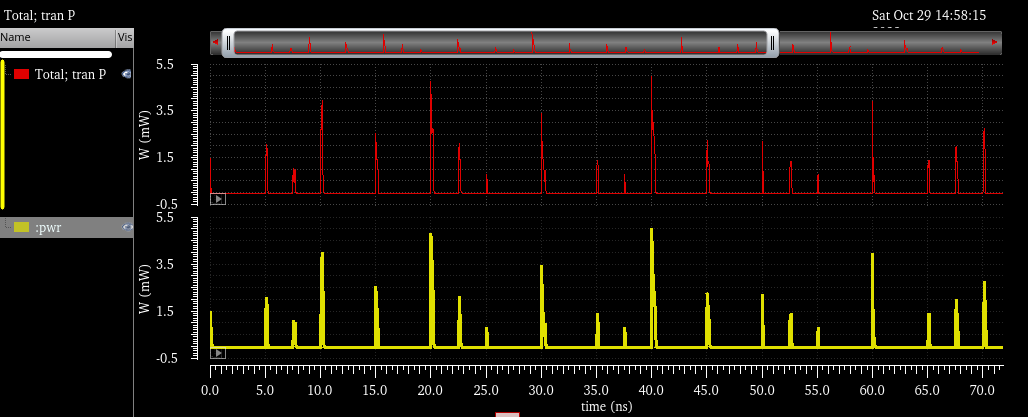 Total; tran P
Sat Oct 29 14:58:15
Name
Vis
Total; tran P
:pwr
5.5
3.5
1.5
-0.5
W (mW)
5.5
3.5
1.5
-0.5
W (mW)
0.0 5.0 10.0 15.0 20.0 25.0 30.0 35.0 40.0 45.0 50.0 55.0 60.0 65.0 70.0
time (ns)